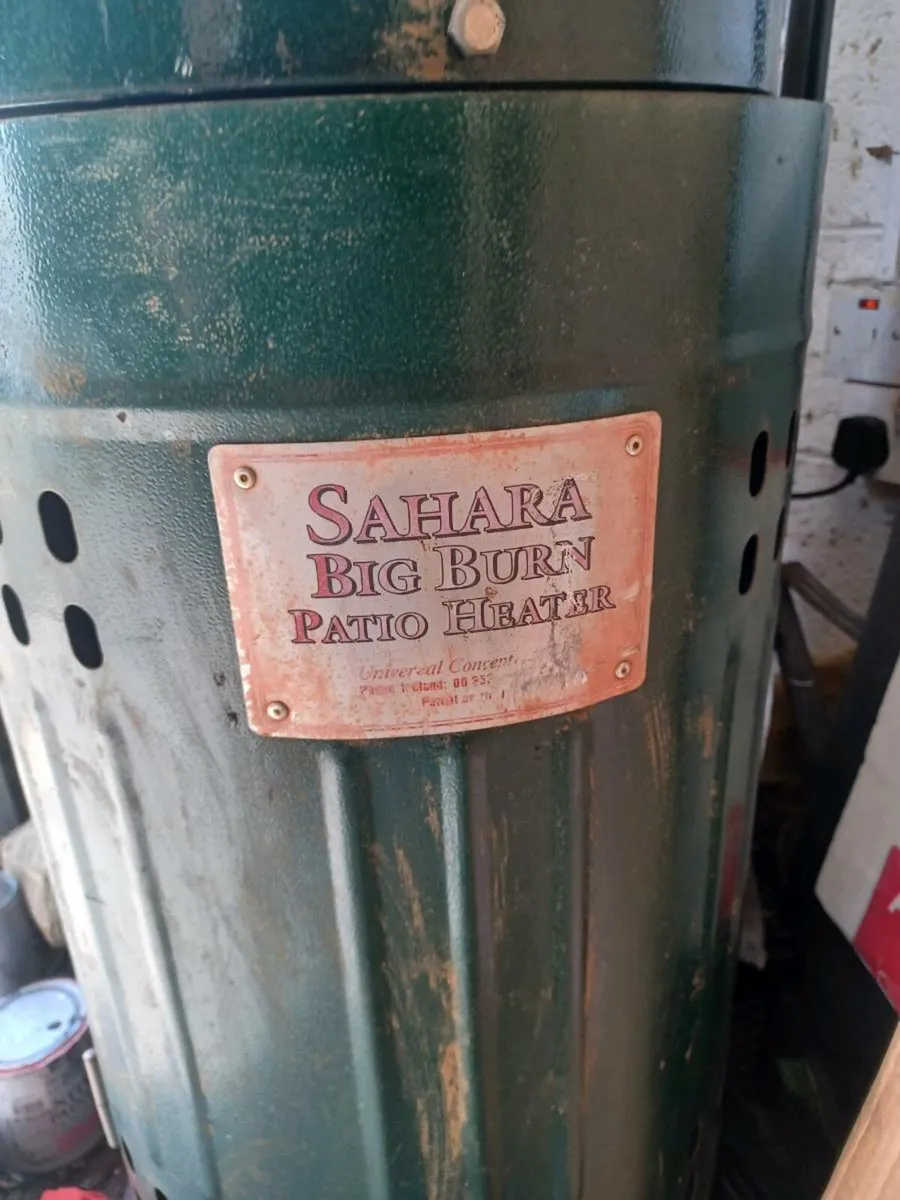 SAHARA
BIG BURN
PATIO HEATER
Universal Concept